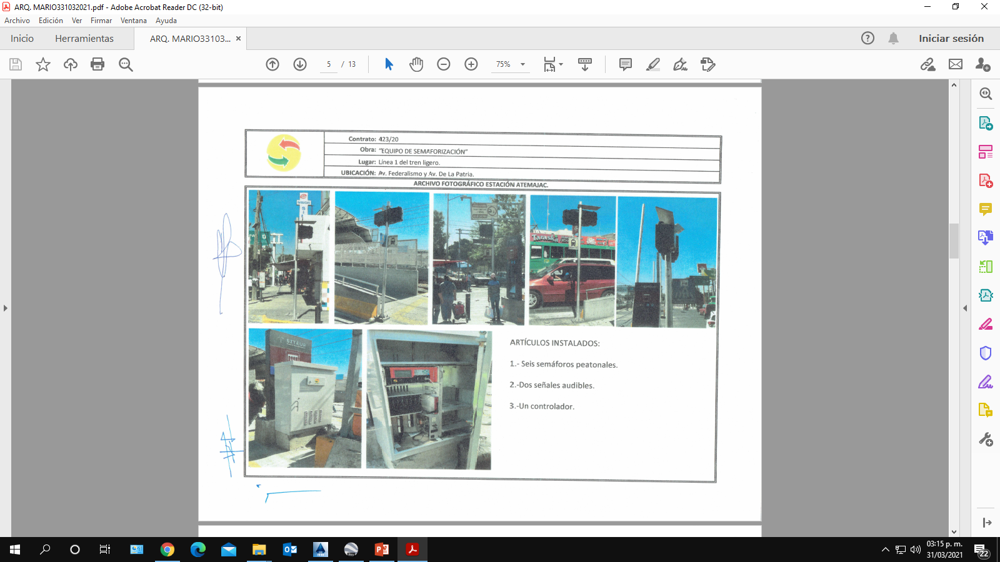 ARQ. MARIO331032021.pdf - Adobe Acrobat Reader DC (32-bit)
Archivo Edición Ver Firmar Ventana Ayuda
Inicio Herramientas ARQ. MARIO33103... × Iniciar sesión
5 / 13 75%
Contrato: 423/20
Obra: "EQUIPO DE SEMAFORIZACIÓN"
Lugar: Línea 1 del tren ligero.
UBICACIÓN: Av. Federalismo y Av. De La Patria.
ARCHIVO FOTOGRÁFICO ESTACIÓN ATEMAJAC.
FARMACIAS
Taraska
SITEUR
ARTÍCULOS INSTALADOS:
1.- Seis semáforos peatonales.
2.-Dos señales audibles.
3.-Un controlador.
03:15 p. m.
31/03/2021
22